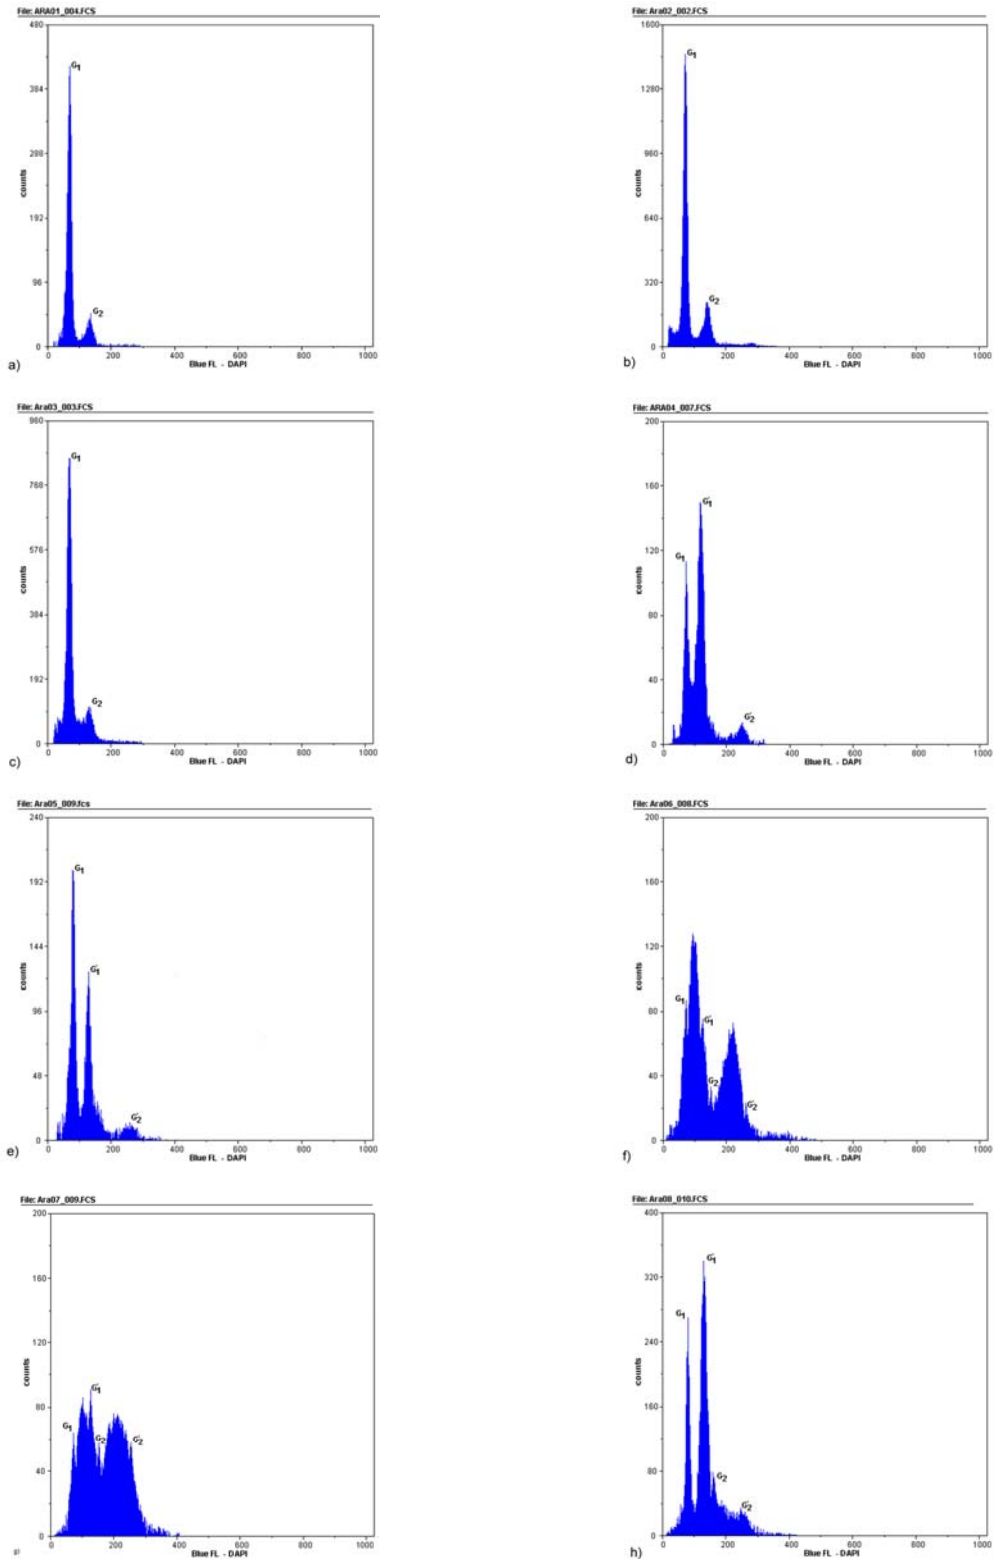 File: ARA01_004.FCS
480
384
288
192
96
0
counts
G1
G2
0 200 400 600 800 1000
Blue FL - DAPI
a)
File: Ara02_002.FCS
1600
1280
960
640
320
0
counts
G1
G2
0 200 400 600 800 1000
Blue FL - DAPI
b)
File: Ara03_003.FCS
960
768
576
384
192
0
counts
G1
G2
0 200 400 600 800 1000
Blue FL - DAPI
c)
File: ARA04_007.FCS
200
160
120
80
40
0
counts
G1
G'1
G'2
0 200 400 600 800 1000
Blue FL - DAPI
d)
File: Ara05_009.fcs
240
192
144
96
48
0
counts
G1
G'1
G'2
0 200 400 600 800 1000
Blue FL - DAPI
e)
File: Ara06_008.FCS
200
160
120
80
40
0
counts
G1
G'1
G2
G'2
0 200 400 600 800 1000
Blue FL - DAPI
f)
File: Ara07_009.FCS
200
160
120
80
40
0
counts
G1
G'1
G2
G'2
0 200 400 600 800 1000
Blue FL - DAPI
g)
File: Ara08_010.FCS
400
320
240
160
80
0
counts
G1
G'1
G2
G'2
0 200 400 600 800 1000
Blue FL - DAPI
h)